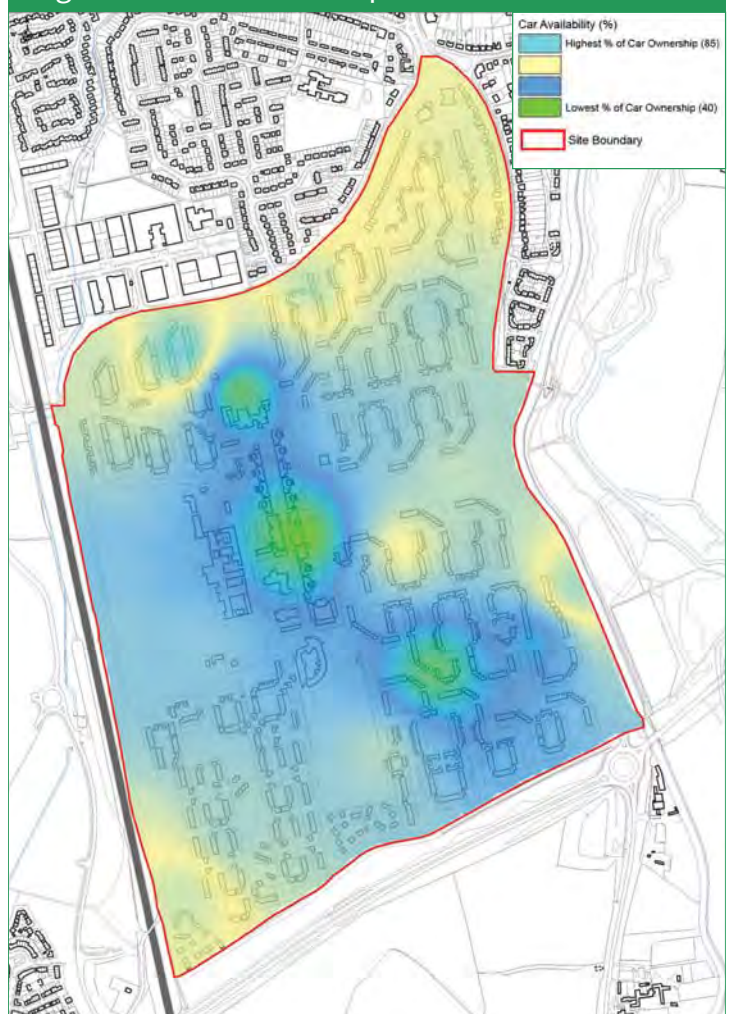 Car Availability (%)
Highest % of Car Ownership (85)
Lowest % of Car Ownership (40)
Site Boundary